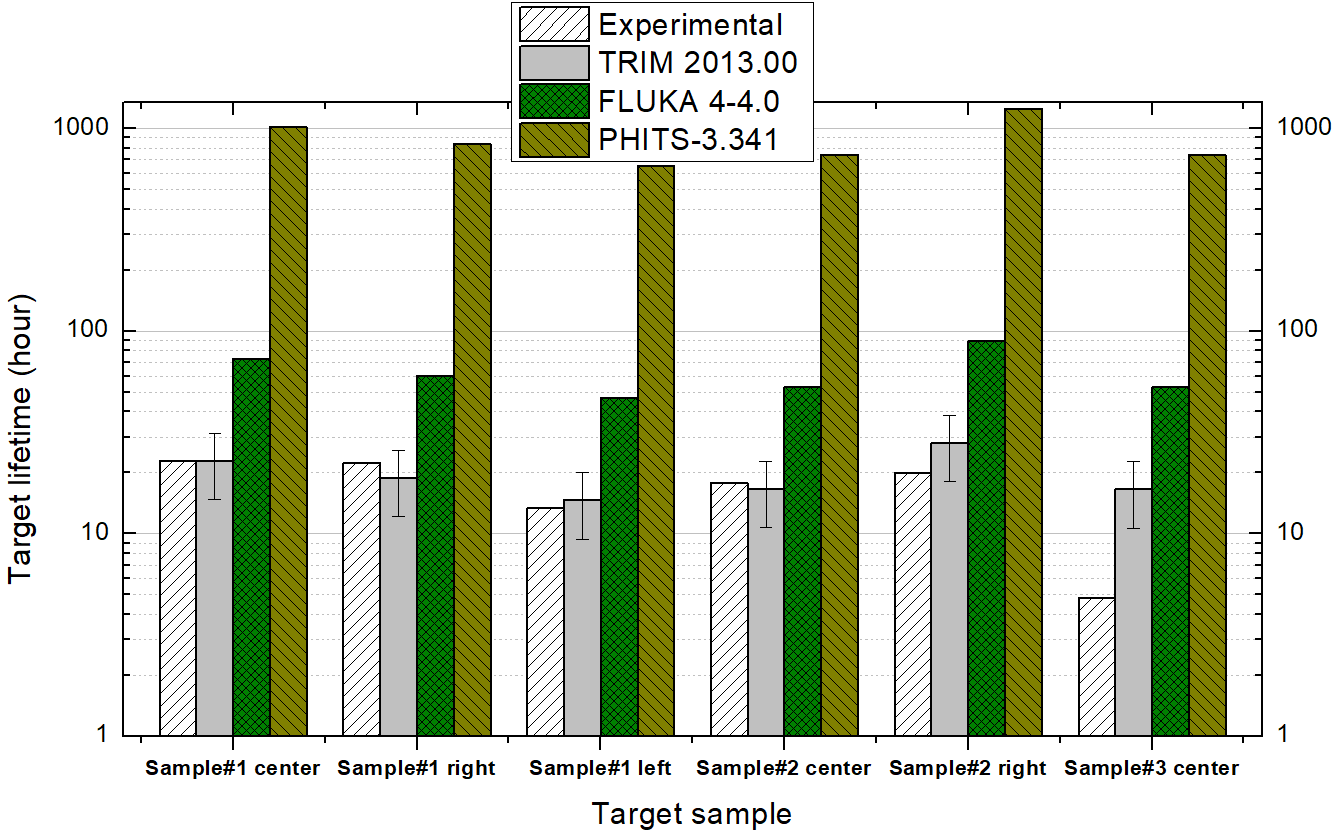 Experimental
TRIM 2013.00
FLUKA 4-4.0
PHITS-3.341
1000
100
10
1
1000
100
10
1
Target lifetime (hour)
Sample#1 center
Sample#1 right
Sample#1 left
Sample#2 center
Sample#2 right
Sample#3 center
Target sample